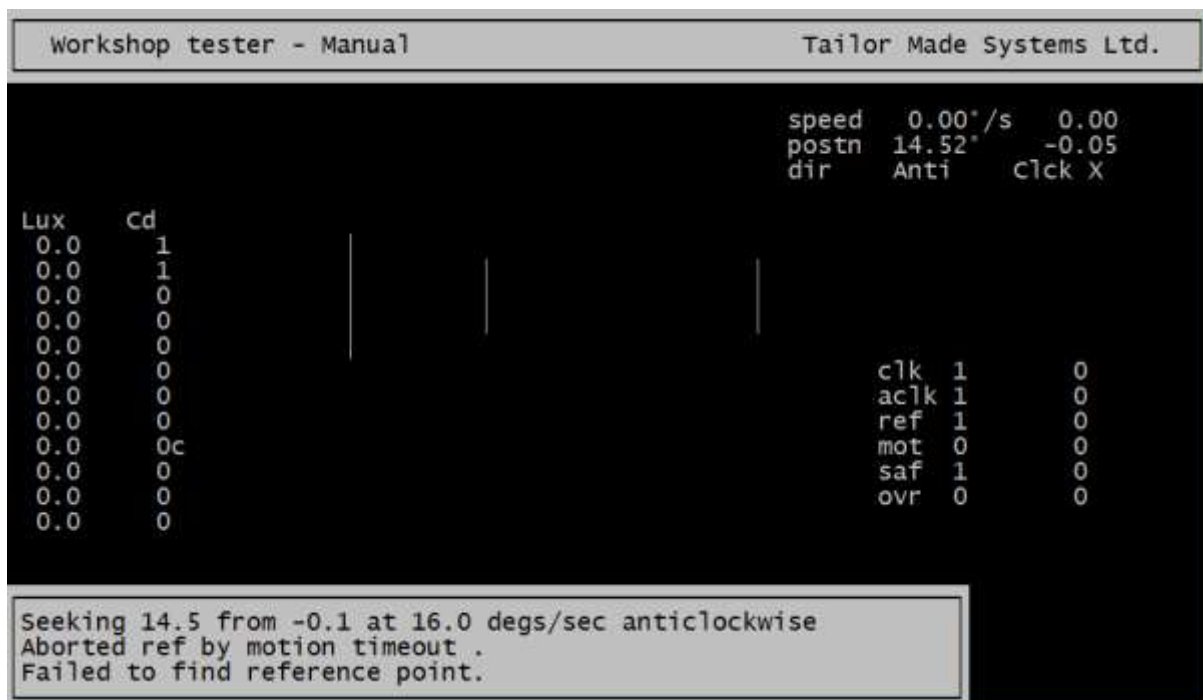 Workshop tester - Manual Tailor Made Systems Ltd.
speed 0.00°/s 0.00
postn 14.52° -0.05
dir Anti Clck X
Lux Cd
0.0 1
0.0 1
0.0 0
0.0 0
0.0 0
0.0 0 clk 1 0
0.0 0 aclk 1 0
0.0 0 ref 1 0
0.0 0c mot 0 0
0.0 0 saf 1 0
0.0 0 ovr 0 0
0.0 0
Seeking 14.5 from -0.1 at 16.0 degs/sec anticlockwise
Aborted ref by motion timeout .
Failed to find reference point.